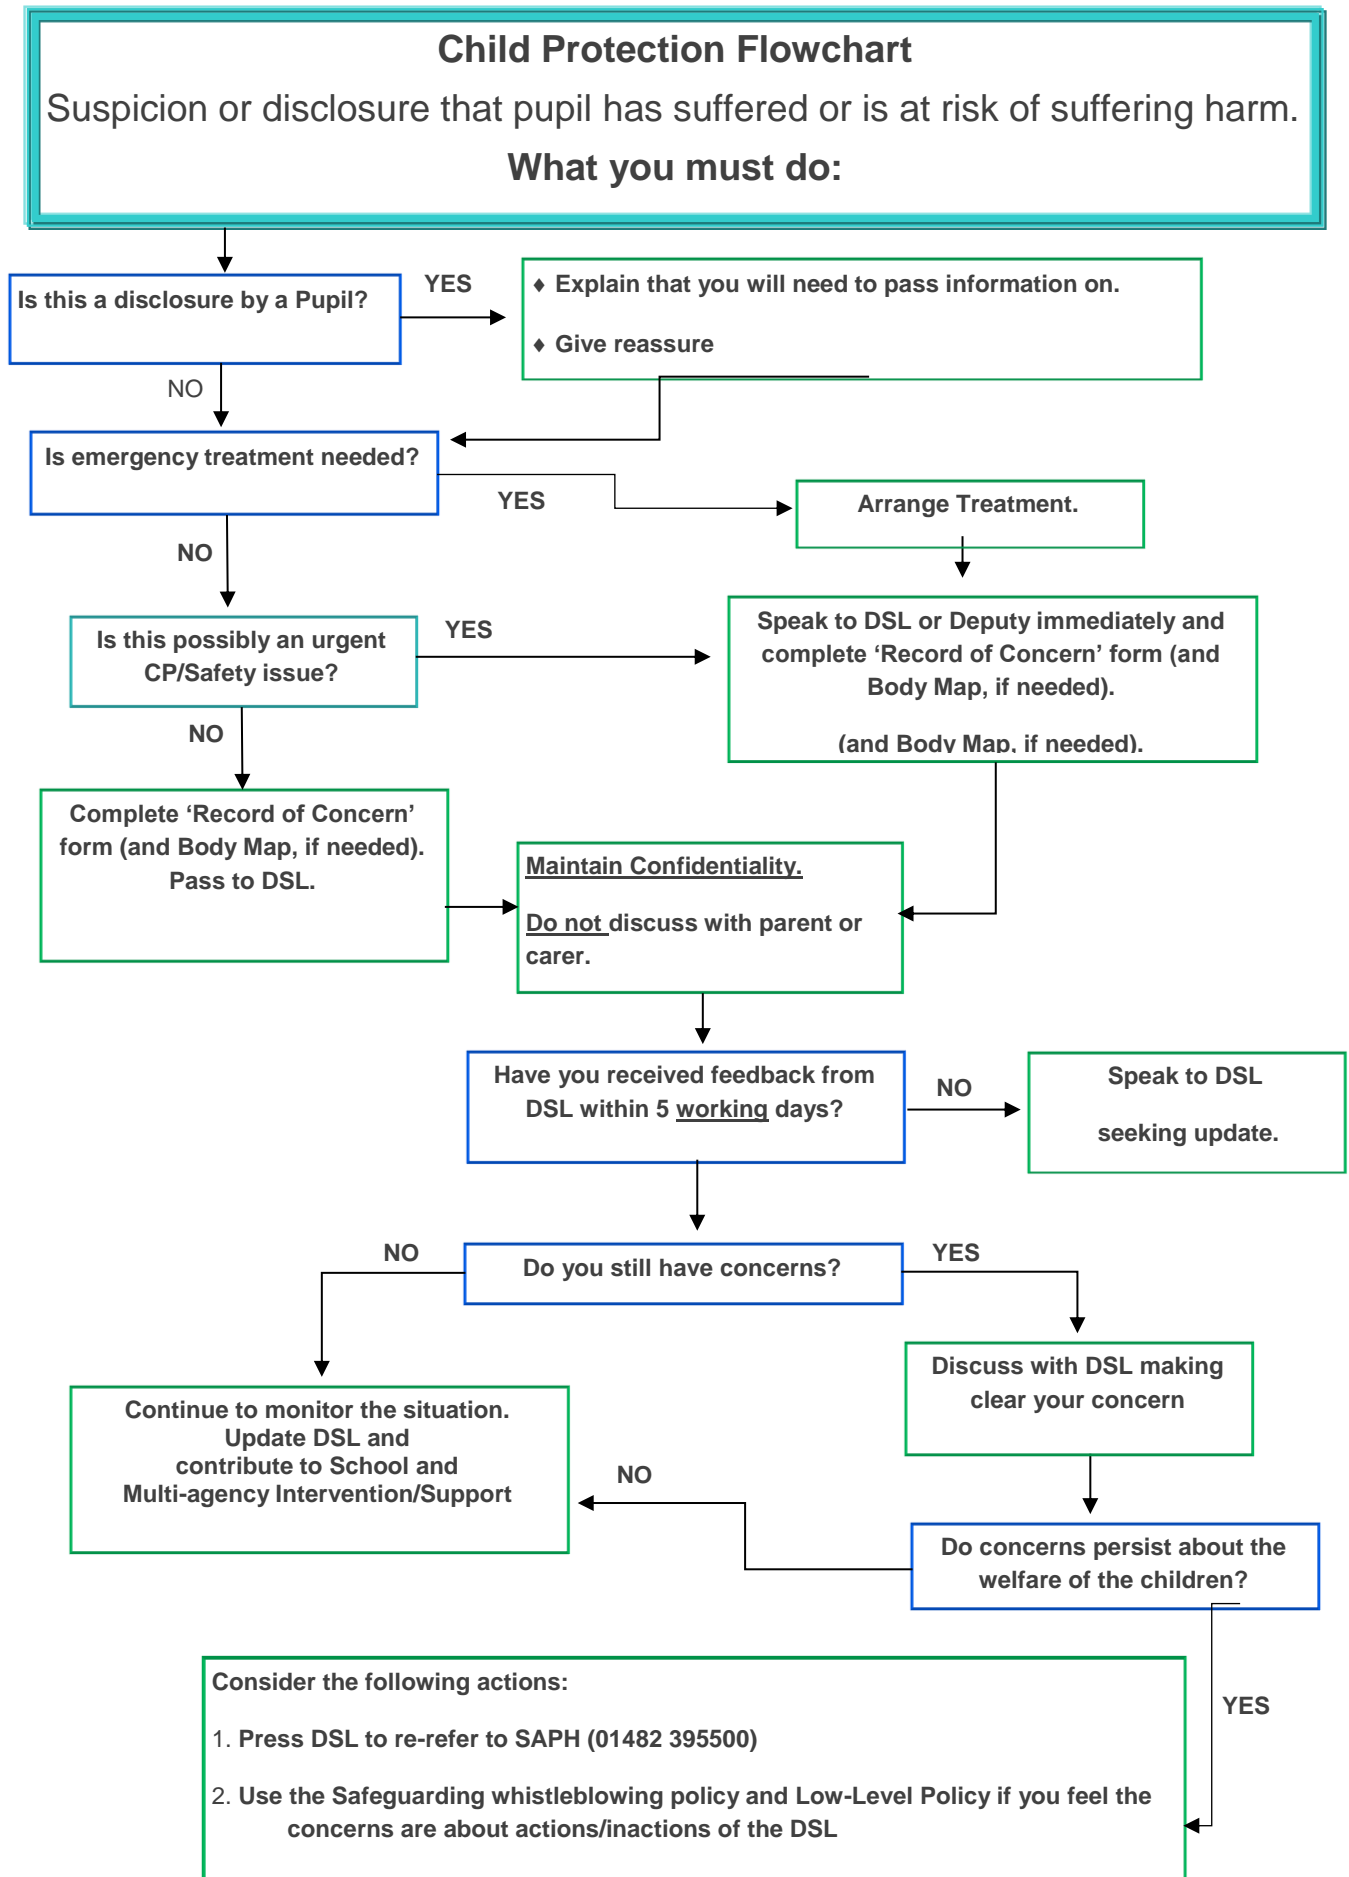 Child Protection Flowchart
Suspicion or disclosure that pupil has suffered or is at risk of suffering harm.
What you must do:
Is this a disclosure by a Pupil?
YES
♦ Explain that you will need to pass information on.
♦ Give reassure
NO
Is emergency treatment needed?
YES
Arrange Treatment.
NO
Is this possibly an urgent
CP/Safety issue?
YES
Speak to DSL or Deputy immediately and
complete ‘Record of Concern’ form (and
Body Map, if needed).
(and Body Map, if needed).
NO
Complete ‘Record of Concern’
form (and Body Map, if needed).
Pass to DSL.
Maintain Confidentiality.
Do not discuss with parent or
carer.
Have you received feedback from
DSL within 5 working days?
NO
Speak to DSL
seeking update.
Do you still have concerns?
NO
YES
Discuss with DSL making
clear your concern
Continue to monitor the situation.
Update DSL and
contribute to School and
Multi-agency Intervention/Support
NO
Do concerns persist about the
welfare of the children?
YES
Consider the following actions:
1. Press DSL to re-refer to SAPH (01482 395500)
2. Use the Safeguarding whistleblowing policy and Low-Level Policy if you feel the
concerns are about actions/inactions of the DSL